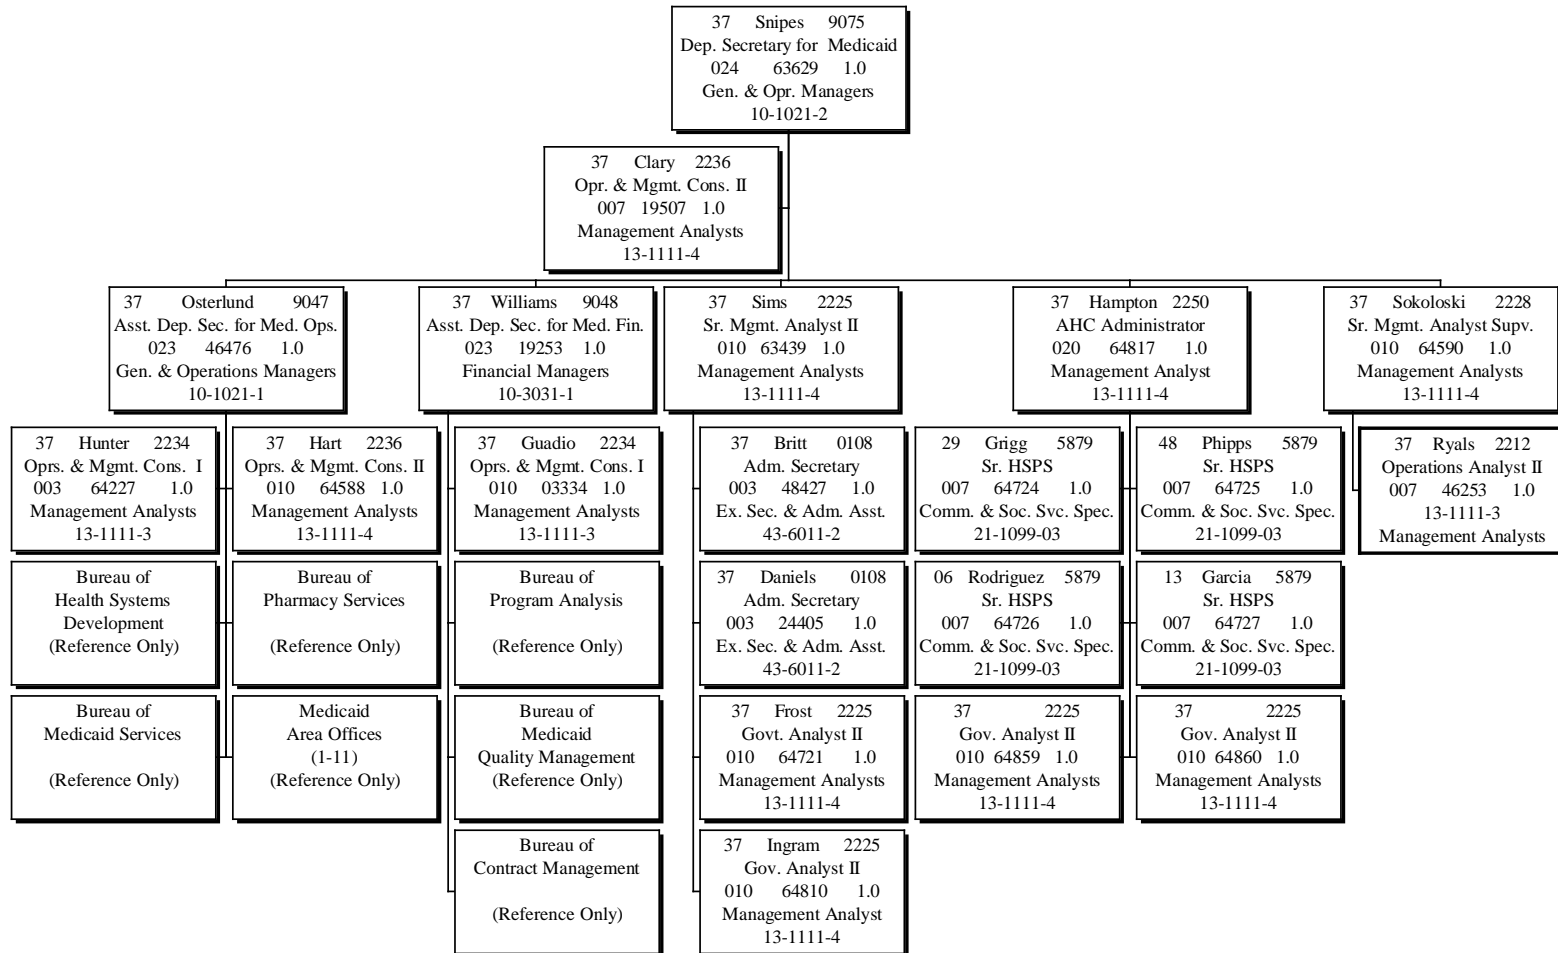 37 Snipes 9075
Dep. Secretary for Medicaid
024 63629 1.0
Gen. & Opr. Managers
10-1021-2
37 Clary 2236
Opr. & Mgmt. Cons. II
007 19507 1.0
Management Analysts
13-1111-4
37 Osterlund 9047
Asst. Dep. Sec. for Med. Ops.
023 46476 1.0
Gen. & Operations Managers
10-1021-1
37 Williams 9048
Asst. Dep. Sec. for Med. Fin.
023 19253 1.0
Financial Managers
10-3031-1
37 Sims 2225
Sr. Mgmt. Analyst II
010 63439 1.0
Management Analysts
13-1111-4
37 Hampton 2250
AHC Administrator
020 64817 1.0
Management Analyst
13-1111-4
37 Sokoloski 2228
Sr. Mgmt. Analyst Supv.
010 64590 1.0
Management Analysts
13-1111-4
37 Hunter 2234
Oprs. & Mgmt. Cons. I
003 64227 1.0
Management Analysts
13-1111-3
37 Hart 2236
Oprs. & Mgmt. Cons. II
010 64588 1.0
Management Analysts
13-1111-4
37 Guadio 2234
Oprs. & Mgmt. Cons. I
010 03334 1.0
Management Analysts
13-1111-3
37 Britt 0108
Adm. Secretary
003 48427 1.0
Ex. Sec. & Adm. Asst.
43-6011-2
29 Grigg 5879
Sr. HSPS
007 64724 1.0
Comm. & Soc. Svc. Spec.
21-1099-03
48 Phipps 5879
Sr. HSPS
007 64725 1.0
Comm. & Soc. Svc. Spec.
21-1099-03
37 Ryals 2212
Operations Analyst II
007 46253 1.0
13-1111-3
Management Analysts
Bureau of
Health Systems
Development
(Reference Only)
Bureau of
Pharmacy Services
(Reference Only)
Bureau of
Program Analysis
(Reference Only)
37 Daniels 0108
Adm. Secretary
003 24405 1.0
Ex. Sec. & Adm. Asst.
43-6011-2
06 Rodriguez 5879
Sr. HSPS
007 64726 1.0
Comm. & Soc. Svc. Spec.
21-1099-03
13 Garcia 5879
Sr. HSPS
007 64727 1.0
Comm. & Soc. Svc. Spec.
21-1099-03
Bureau of
Medicaid Services
(Reference Only)
Medicaid
Area Offices
(1-11)
(Reference Only)
Bureau of
Medicaid
Quality Management
(Reference Only)
37 Frost 2225
Govt. Analyst II
010 64721 1.0
Management Analysts
13-1111-4
37 2225
Gov. Analyst II
010 64859 1.0
Management Analysts
13-1111-4
37 2225
Gov. Analyst II
010 64860 1.0
Management Analysts
13-1111-4
Bureau of
Contract Management
(Reference Only)
37 Ingram 2225
Gov. Analyst II
010 64810 1.0
Management Analyst
13-1111-4